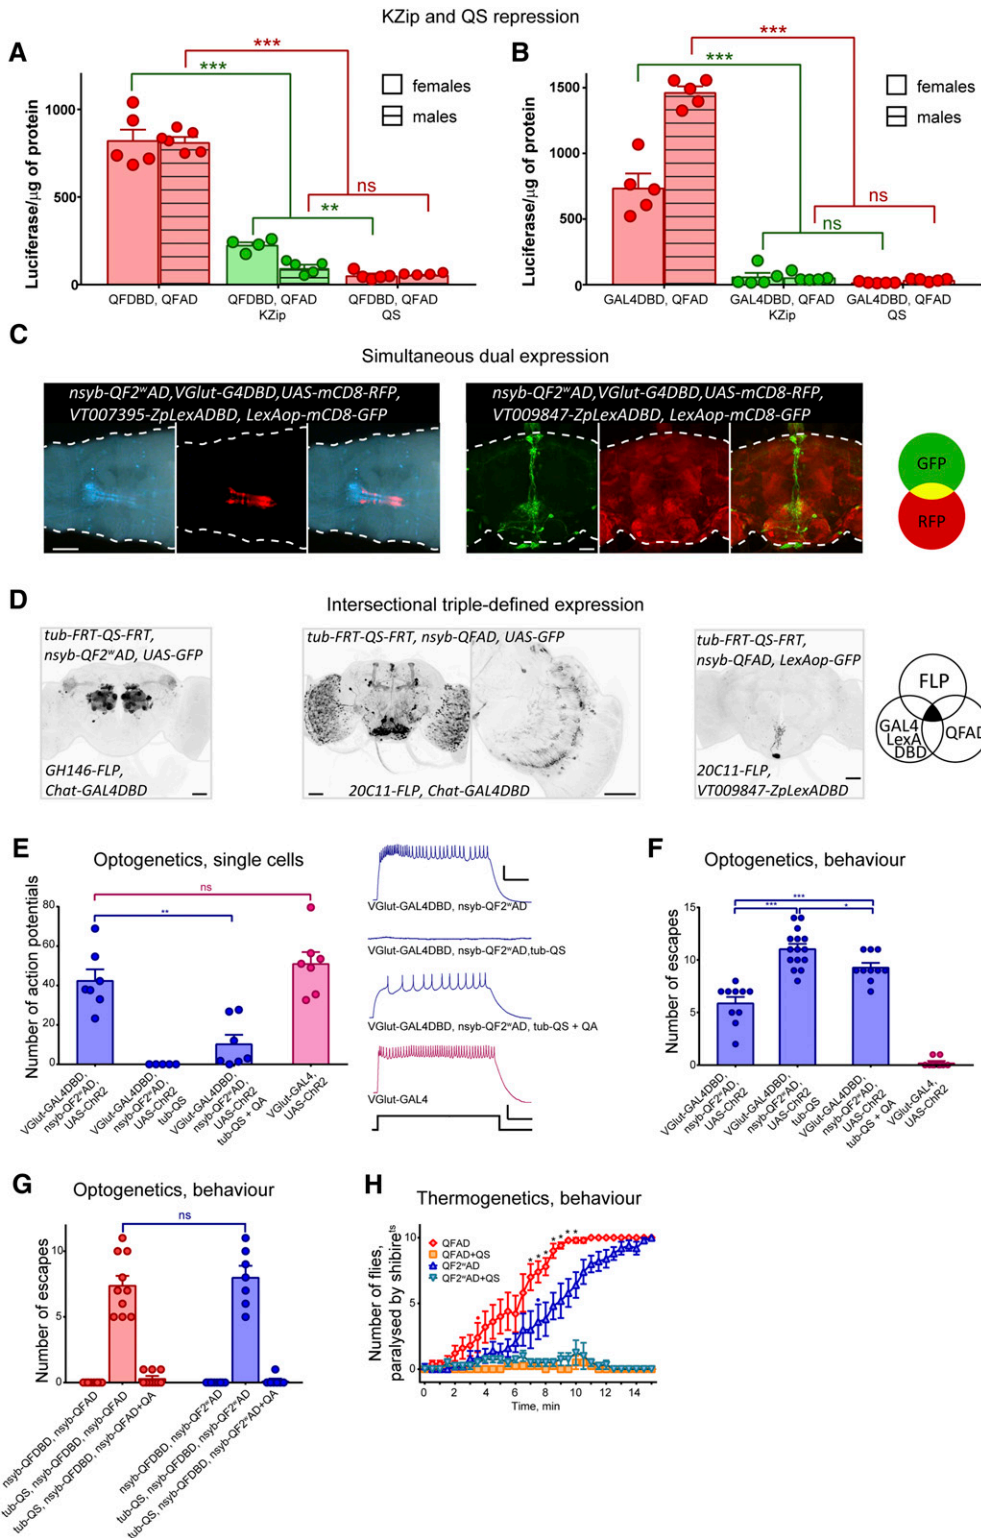 KZip and QS repression
A
***
***
females
males
Luciferase/µg of protein
1000
500
0
ns
**
QFDBD, QFAD
QFDBD, QFAD
KZip
QFDBD, QFAD
QS
B
***
***
females
males
Luciferase/µg of protein
1500
1000
500
0
ns
ns
GAL4DBD, QFAD
GAL4DBD, QFAD
KZip
GAL4DBD, QFAD
QS
C
Simultaneous dual expression
nsyb-QF2ʷAD,VGlut-G4DBD,UAS-mCD8-RFP,
VT007395-ZpLexADBD, LexAop-mCD8-GFP
nsyb-QF2ʷAD,VGlut-G4DBD,UAS-mCD8-RFP,
VT009847-ZpLexADBD, LexAop-mCD8-GFP
GFP
RFP
D
Intersectional triple-defined expression
tub-FRT-QS-FRT,
nsyb-QF2ʷAD, UAS-GFP
GH146-FLP,
Chat-GAL4DBD
tub-FRT-QS-FRT, nsyb-QFAD, UAS-GFP
20C11-FLP, Chat-GAL4DBD
tub-FRT-QS-FRT,
nsyb-QFAD, LexAop-GFP
20C11-FLP,
VT009847-ZpLexADBD
FLP
GAL4
LexA
DBD
QFAD
E
Optogenetics, single cells
ns
**
Number of action potentials
80
60
40
20
0
VGlut-GAL4DBD,
nsyb-QF2ʷAD,
UAS-ChR2
VGlut-GAL4DBD,
nsyb-QF2ʷAD,
UAS-ChR2
tub-QS
VGlut-GAL4DBD,
nsyb-QF2ʷAD,
UAS-ChR2
tub-QS + QA
VGlut-GAL4,
UAS-ChR2
VGlut-GAL4DBD, nsyb-QF2ʷAD
VGlut-GAL4DBD, nsyb-QF2ʷAD,tub-QS
VGlut-GAL4DBD, nsyb-QF2ʷAD, tub-QS + QA
VGlut-GAL4
F
Optogenetics, behaviour
***
***
*
Number of escapes
15
10
5
0
VGlut-GAL4DBD,
nsyb-QF2ʷAD,
UAS-ChR2
VGlut-GAL4DBD,
nsyb-QF2ʷAD,
UAS-ChR2
tub-QS
VGlut-GAL4DBD,
nsyb-QF2ʷAD,
UAS-ChR2
tub-QS + QA
VGlut-GAL4,
UAS-ChR2
G
Optogenetics, behaviour
ns
Number of escapes
10
5
0
nsyb-QFDBD, nsyb-QFAD
tub-QS, nsyb-QFDBD, nsyb-QFAD
tub-QS, nsyb-QFDBD, nsyb-QFAD+QA
nsyb-QFDBD, nsyb-QF2ʷAD
tub-QS, nsyb-QFDBD, nsyb-QF2ʷAD
tub-QS, nsyb-QFDBD, nsyb-QF2ʷAD+QA
H
Thermogenetics, behaviour
Number of flies,
paralysed by shibireᵗˢ
10
5
0
QFAD
QFAD+QS
QF2ʷAD
QF2ʷAD+QS
0 2 4 6 8 10 12 14
Time, min